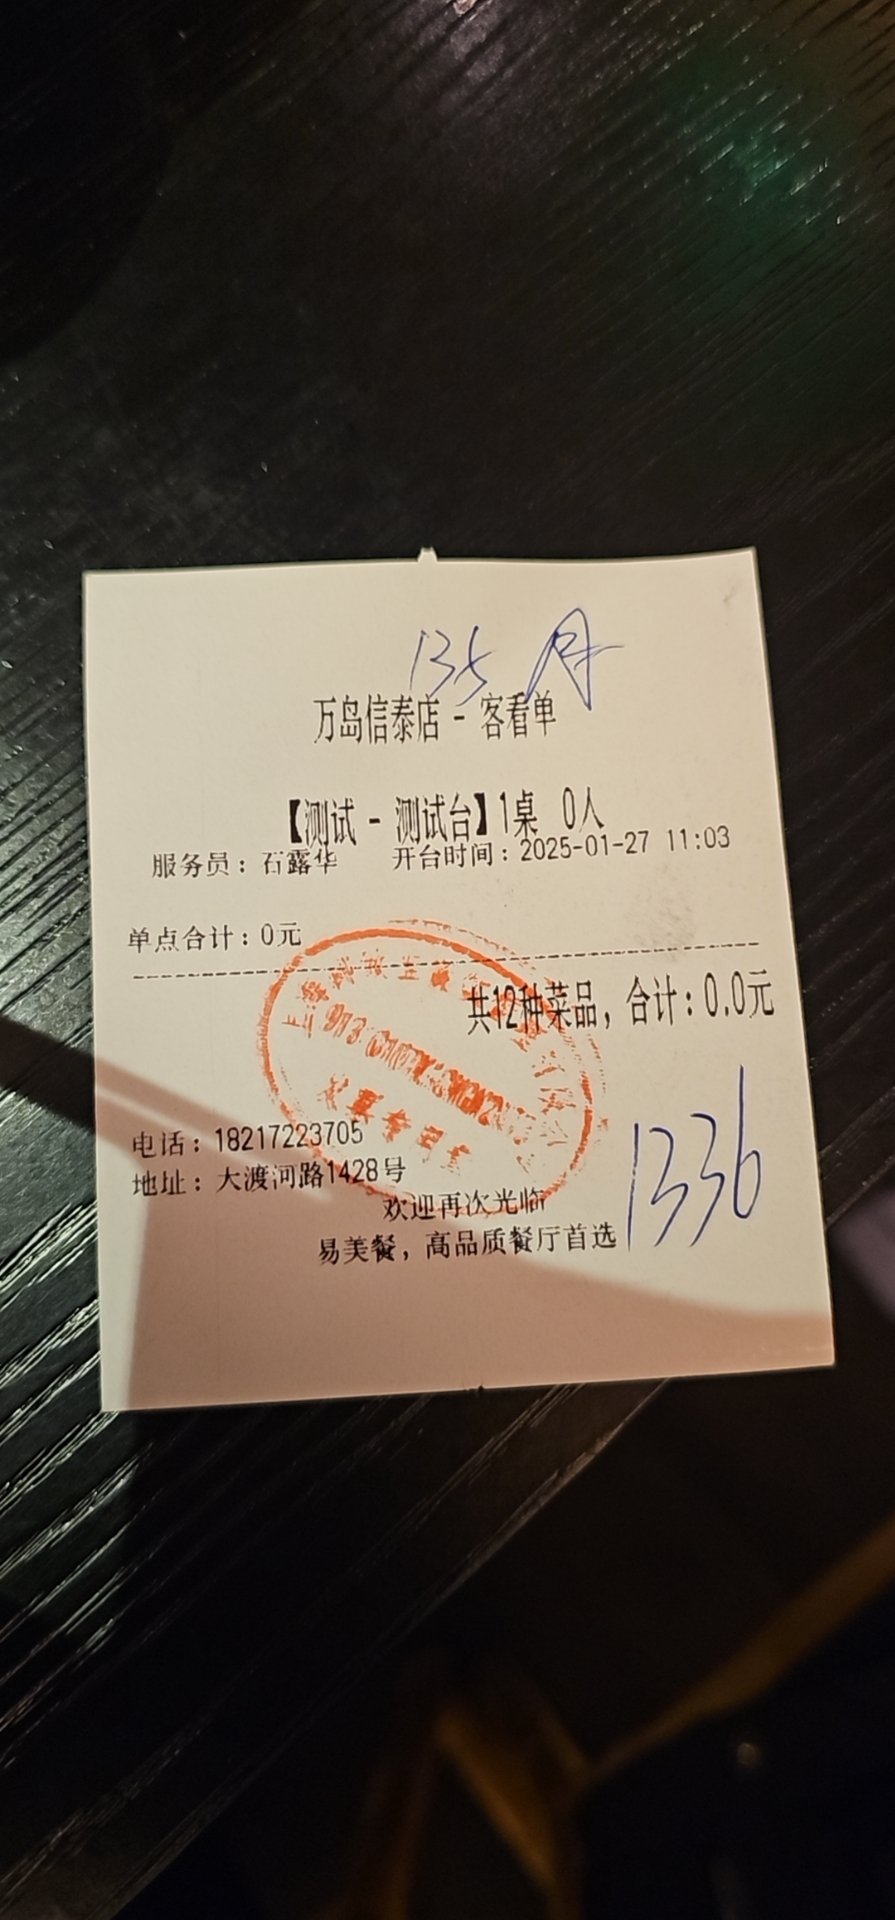 135
万岛信泰店 - 客看单
【测试 - 测试台】1桌 0人
服务员：石露华 开台时间：2025-01-27 11:03
单点合计：0元
共12种菜品，合计：0.0元
电话：18217223705
地址：大渡河路1428号
1336
欢迎再次光临
易美餐，高品质餐厅首选